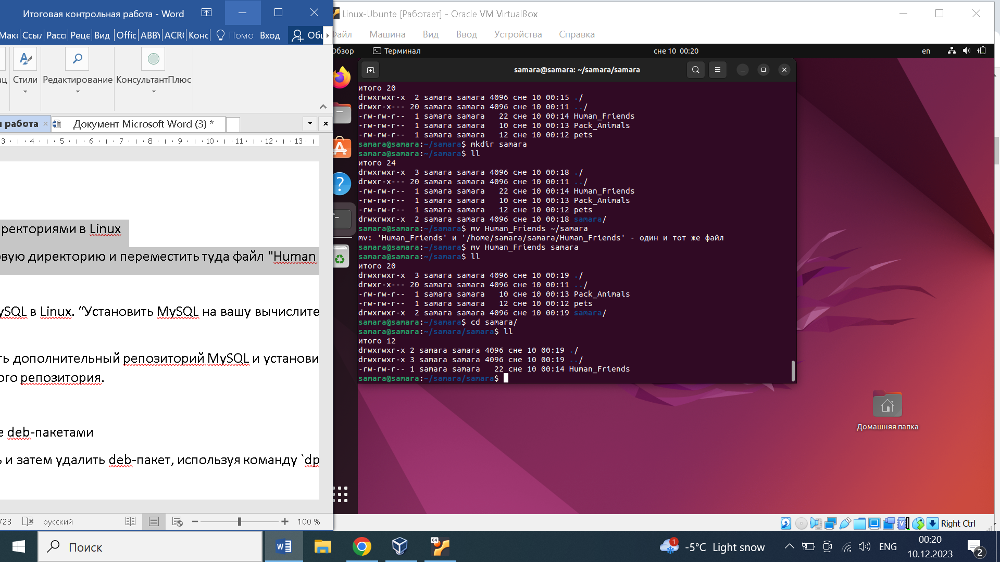 Итоговая контрольная работа - Word
Ссыл Расс Реце Вид Offic ABBY ACRO Конс Помо Вход
Стили
Редактирование
КонсультантПлюс
работа
Документ Microsoft Word (3) *
3 4 5 6 7 8 9 10 11 12 13
ректориями в Linux
вую директорию и переместить туда файл "Human
ySQL в Linux. “Установить MySQL на вашу вычислите
ть дополнительный репозиторий MySQL и установи
ого репозитория.
е deb-пакетами
ь и затем удалить deb-пакет, используя команду `dp
723
русский
100 %
Linux-Ubunte [Работает] - Oracle VM VirtualBox
Файл Машина Вид Ввод Устройства Справка
Обзор Терминал сне 10 00:20 en
samara@samara: ~/samara/samara
итого 20
drwxrwxr-x  2 samara samara 4096 сне 10 00:15 ./
drwxr-x--- 20 samara samara 4096 сне 10 00:11 ../
-rw-rw-r--  1 samara samara   22 сне 10 00:14 Human_Friends
-rw-rw-r--  1 samara samara   10 сне 10 00:13 Pack_Animals
-rw-rw-r--  1 samara samara   12 сне 10 00:12 pets
samara@samara:~/samara$ mkdir samara
samara@samara:~/samara$ ll
итого 24
drwxrwxr-x  3 samara samara 4096 сне 10 00:18 ./
drwxr-x--- 20 samara samara 4096 сне 10 00:11 ../
-rw-rw-r--  1 samara samara   22 сне 10 00:14 Human_Friends
-rw-rw-r--  1 samara samara   10 сне 10 00:13 Pack_Animals
-rw-rw-r--  1 samara samara   12 сне 10 00:12 pets
drwxrwxr-x  2 samara samara 4096 сне 10 00:18 samara/
samara@samara:~/samara$ mv Human_Friends ~/samara
mv: 'Human_Friends' и '/home/samara/samara/Human_Friends' - один и тот же файл
samara@samara:~/samara$ mv Human_Friends samara
samara@samara:~/samara$ ll
итого 20
drwxrwxr-x  3 samara samara 4096 сне 10 00:19 ./
drwxr-x--- 20 samara samara 4096 сне 10 00:11 ../
-rw-rw-r--  1 samara samara   10 сне 10 00:13 Pack_Animals
-rw-rw-r--  1 samara samara   12 сне 10 00:12 pets
drwxrwxr-x  2 samara samara 4096 сне 10 00:19 samara/
samara@samara:~/samara$ cd samara/
samara@samara:~/samara/samara$ ll
итого 12
drwxrwxr-x 2 samara samara 4096 сне 10 00:19 ./
drwxrwxr-x 3 samara samara 4096 сне 10 00:19 ../
-rw-rw-r-- 1 samara samara   22 сне 10 00:14 Human_Friends
samara@samara:~/samara/samara$
Домашняя папка
Right Ctrl
Поиск
64
1
-5°C Light snow
ENG
00:20
10.12.2023
2